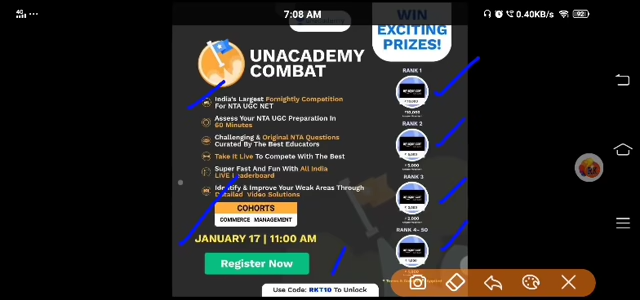 4G
7:08 AM
0.40KB/s
92
WIN
EXCITING
PRIZES!
UNACADEMY
COMBAT
India's Largest Fornightly Competition
For NTA UGC NET
Assess Your NTA UGC Preparation In
60 Minutes
Challenging & Original NTA Questions
Curated By The Best Educators
Take It Live To Compete With The Best
Super Fast And Fun With All India
LIVE Leaderboard
Identify & Improve Your Weak Areas Through
Detailed Video Solutions
COHORTS
COMMERCE MANAGEMENT
JANUARY 17 | 11:00 AM
Register Now
Use Code: RKT10 To Unlock
RANK 1
RANK 2
RANK 3
RANK 4- 50